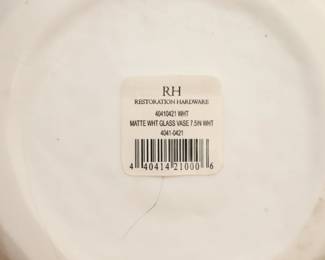 RH
RESTORATION HARDWARE
40410421 WHT
MATTE WHT GLASS VASE 7.5IN WHT
4041-0421
4 40414 21000 6